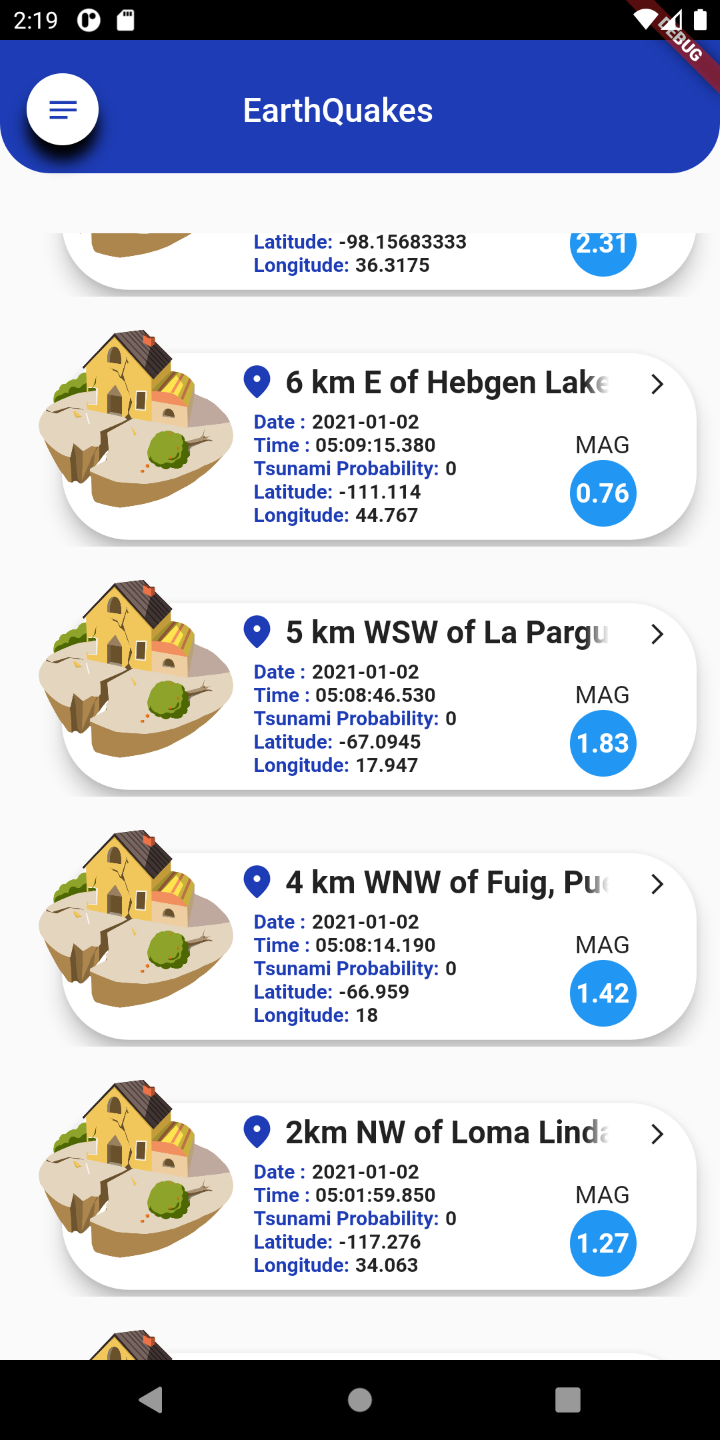 2:19
DEBUG
EarthQuakes
Latitude: -98.15683333
2.31
Longitude: 36.3175
6 km E of Hebgen Lake
Date : 2021-01-02
Time : 05:09:15.380
MAG
Tsunami Probability: 0
Latitude: -111.114
0.76
Longitude: 44.767
5 km WSW of La Pargu
Date : 2021-01-02
Time : 05:08:46.530
MAG
Tsunami Probability: 0
Latitude: -67.0945
1.83
Longitude: 17.947
4 km WNW of Fuig, Pue
Date : 2021-01-02
Time : 05:08:14.190
MAG
Tsunami Probability: 0
Latitude: -66.959
1.42
Longitude: 18
2km NW of Loma Linda
Date : 2021-01-02
Time : 05:01:59.850
MAG
Tsunami Probability: 0
Latitude: -117.276
1.27
Longitude: 34.063